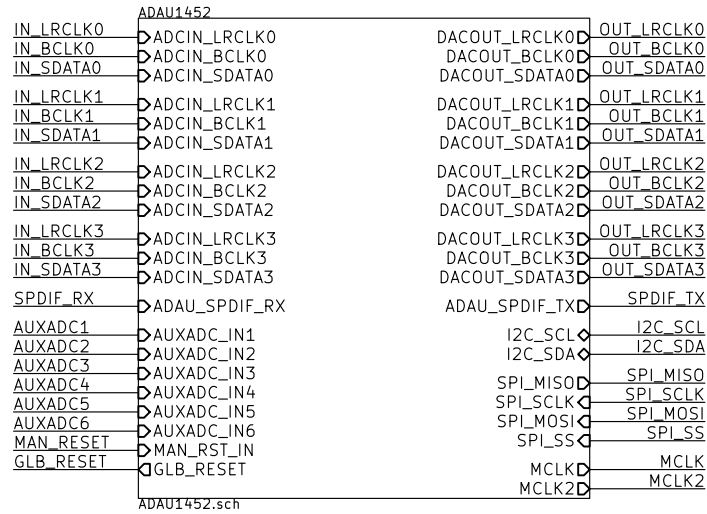 ADAU1452
IN_LRCLK0 ADCIN_LRCLK0 DACOUT_LRCLK0 OUT_LRCLK0
IN_BCLK0 ADCIN_BCLK0 DACOUT_BCLK0 OUT_BCLK0
IN_SDATA0 ADCIN_SDATA0 DACOUT_SDATA0 OUT_SDATA0
IN_LRCLK1 ADCIN_LRCLK1 DACOUT_LRCLK1 OUT_LRCLK1
IN_BCLK1 ADCIN_BCLK1 DACOUT_BCLK1 OUT_BCLK1
IN_SDATA1 ADCIN_SDATA1 DACOUT_SDATA1 OUT_SDATA1
IN_LRCLK2 ADCIN_LRCLK2 DACOUT_LRCLK2 OUT_LRCLK2
IN_BCLK2 ADCIN_BCLK2 DACOUT_BCLK2 OUT_BCLK2
IN_SDATA2 ADCIN_SDATA2 DACOUT_SDATA2 OUT_SDATA2
IN_LRCLK3 ADCIN_LRCLK3 DACOUT_LRCLK3 OUT_LRCLK3
IN_BCLK3 ADCIN_BCLK3 DACOUT_BCLK3 OUT_BCLK3
IN_SDATA3 ADCIN_SDATA3 DACOUT_SDATA3 OUT_SDATA3
SPDIF_RX ADAU_SPDIF_RX ADAU_SPDIF_TX SPDIF_TX
AUXADC1 AUXADC_IN1 I2C_SCL I2C_SCL
AUXADC2 AUXADC_IN2 I2C_SDA I2C_SDA
AUXADC3 AUXADC_IN3 SPI_MISO SPI_MISO
AUXADC4 AUXADC_IN4 SPI_SCLK SPI_SCLK
AUXADC5 AUXADC_IN5 SPI_MOSI SPI_MOSI
AUXADC6 AUXADC_IN6 SPI_SS SPI_SS
MAN_RESET MAN_RST_IN
GLB_RESET GLB_RESET MCLK MCLK
MCLK2 MCLK2
ADAU1452.sch